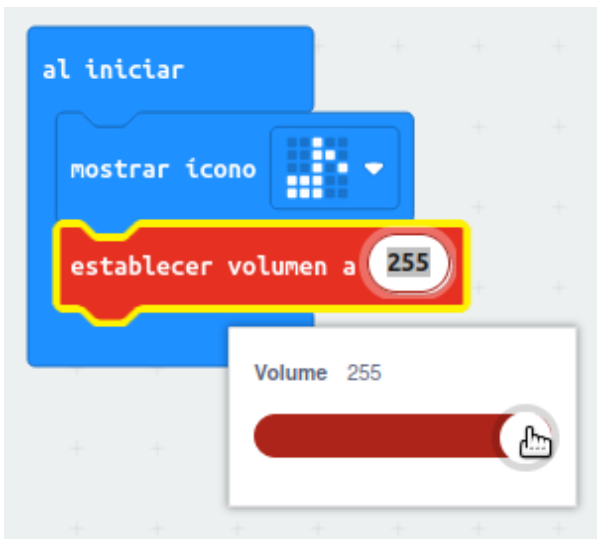 al iniciar
mostrar ícono
establecer volumen a 255
Volume 255